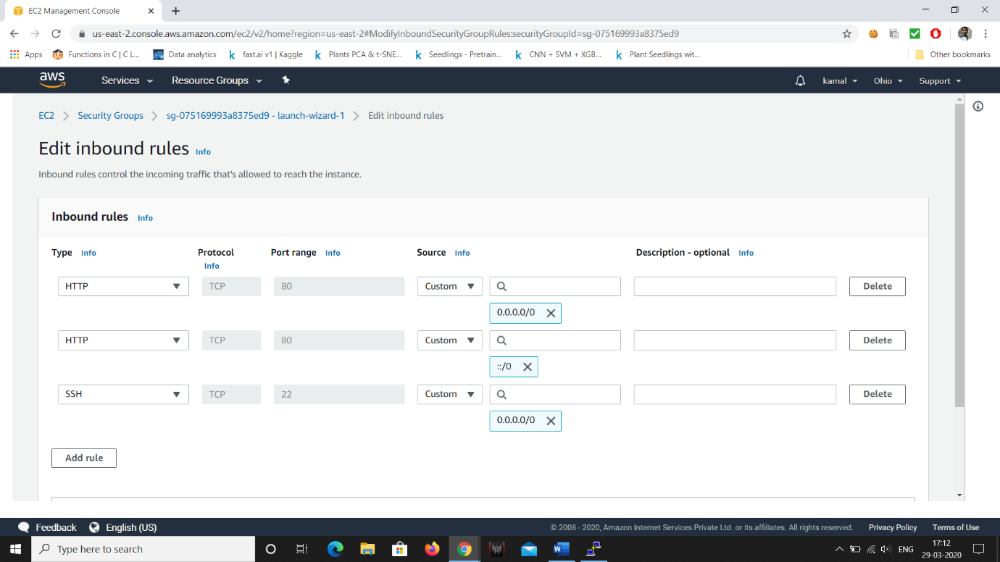 EC2 Management Console
us-east-2.console.aws.amazon.com/ec2/v2/home?region=us-east-2#ModifyInboundSecurityGroupRules:securityGroupId=sg-075169993a8375ed9
Apps Functions in C | C L... Data analytics fast.ai v1 | Kaggle Plants PCA & t-SNE... Seedlings - Pretrain... CNN + SVM + XGB... Plant Seedlings wit... Other bookmarks
aws Services Resource Groups kamal Ohio Support
EC2 Security Groups sg-075169993a8375ed9 - launch-wizard-1 Edit inbound rules
Edit inbound rules Info
Inbound rules control the incoming traffic that's allowed to reach the instance.
Inbound rules Info
Type Info Protocol Info Port range Info Source Info Description - optional Info
HTTP TCP 80 Custom Delete
0.0.0.0/0
HTTP TCP 80 Custom Delete
::/0
SSH TCP 22 Custom Delete
0.0.0.0/0
Add rule
Feedback English (US) © 2008 - 2020, Amazon Internet Services Private Ltd. or its affiliates. All rights reserved. Privacy Policy Terms of Use
Type here to search ENG 17:12
29-03-2020